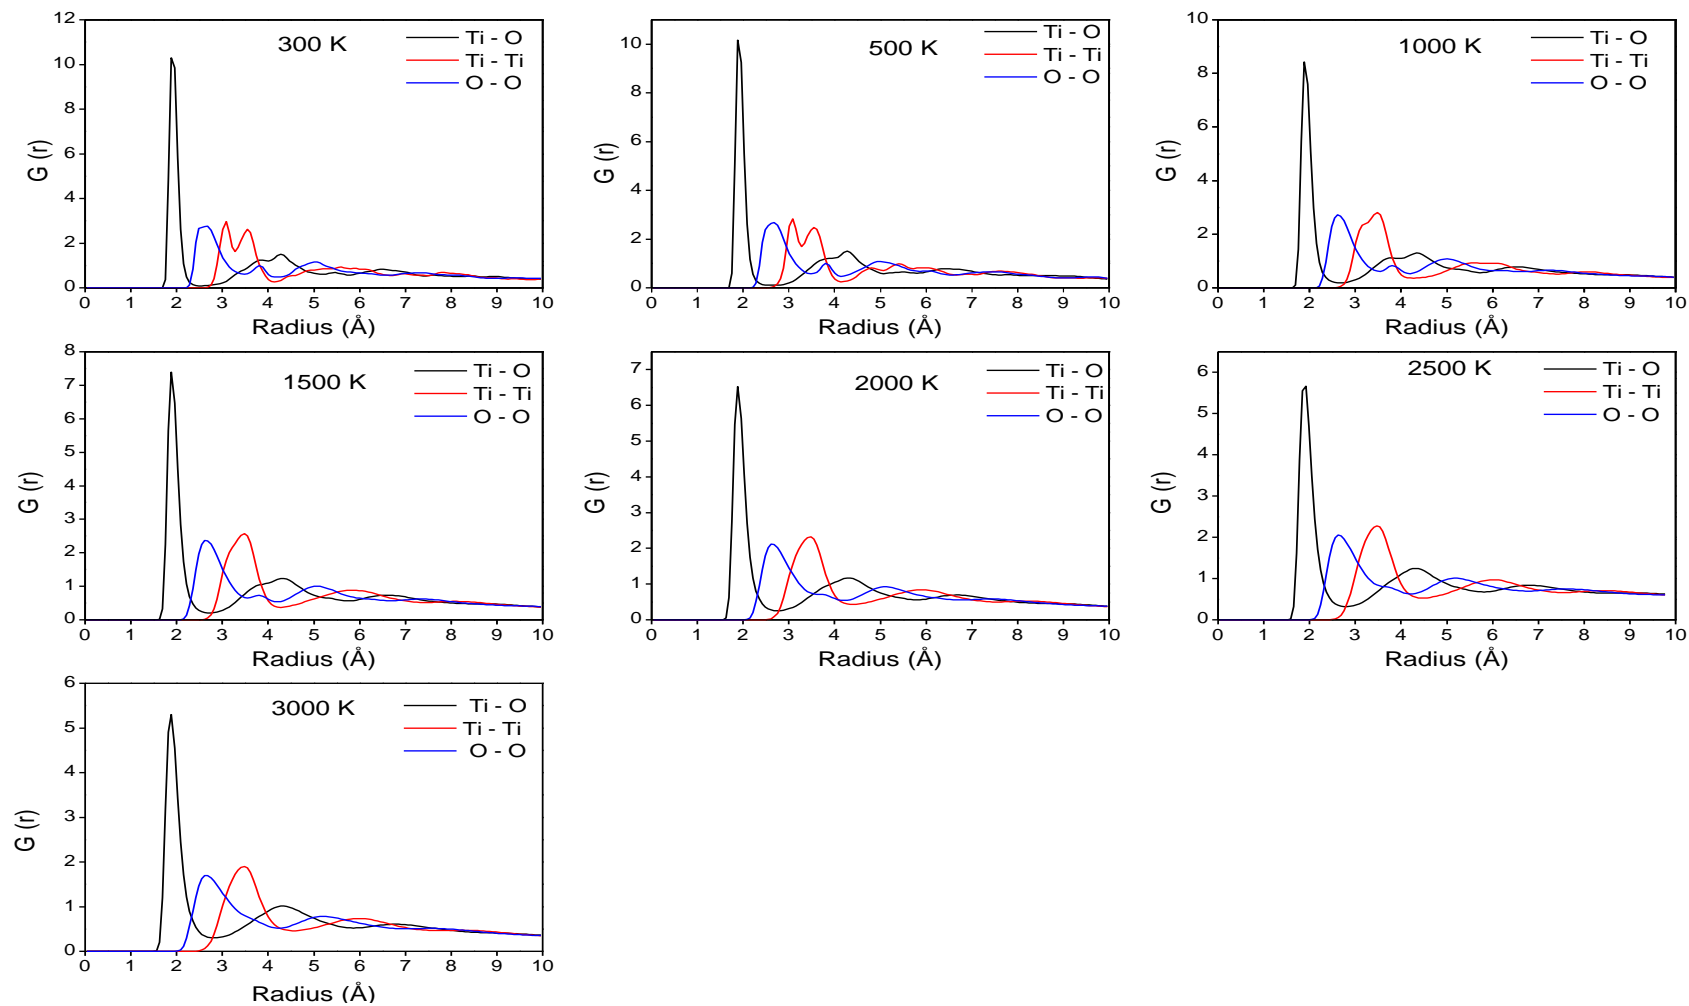 300 K
Ti - O
Ti - Ti
O - O
G (r)
12
10
8
6
4
2
0
0 1 2 3 4 5 6 7 8 9 10
Radius (Å)
500 K
Ti - O
Ti - Ti
O - O
G (r)
10
8
6
4
2
0
0 1 2 3 4 5 6 7 8 9 10
Radius (Å)
1000 K
Ti - O
Ti - Ti
O - O
G (r)
10
8
6
4
2
0
0 1 2 3 4 5 6 7 8 9 10
Radius (Å)
1500 K
Ti - O
Ti - Ti
O - O
G (r)
8
7
6
5
4
3
2
1
0
0 1 2 3 4 5 6 7 8 9 10
Radius (Å)
2000 K
Ti - O
Ti - Ti
O - O
G (r)
7
6
5
4
3
2
1
0
0 1 2 3 4 5 6 7 8 9 10
Radius (Å)
2500 K
Ti - O
Ti - Ti
O - O
G (r)
6
5
4
3
2
1
0
0 1 2 3 4 5 6 7 8 9 10
Radius (Å)
3000 K
Ti - O
Ti - Ti
O - O
G (r)
6
5
4
3
2
1
0
0 1 2 3 4 5 6 7 8 9 10
Radius (Å)